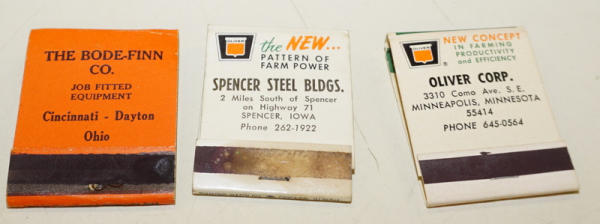 THE BODE-FINN
CO.
JOB FITTED
EQUIPMENT
Cincinnati - Dayton
Ohio
OLIVER
the NEW...
PATTERN OF
FARM POWER
SPENCER STEEL BLDGS.
2 Miles South of Spencer
on Highway 71
SPENCER, IOWA
Phone 262-1922
OLIVER
NEW CONCEPT
IN FARMING
PRODUCTIVITY
and EFFICIENCY
OLIVER CORP.
3310 Como Ave. S.E.
MINNEAPOLIS, MINNESOTA
55414
PHONE 645-0564